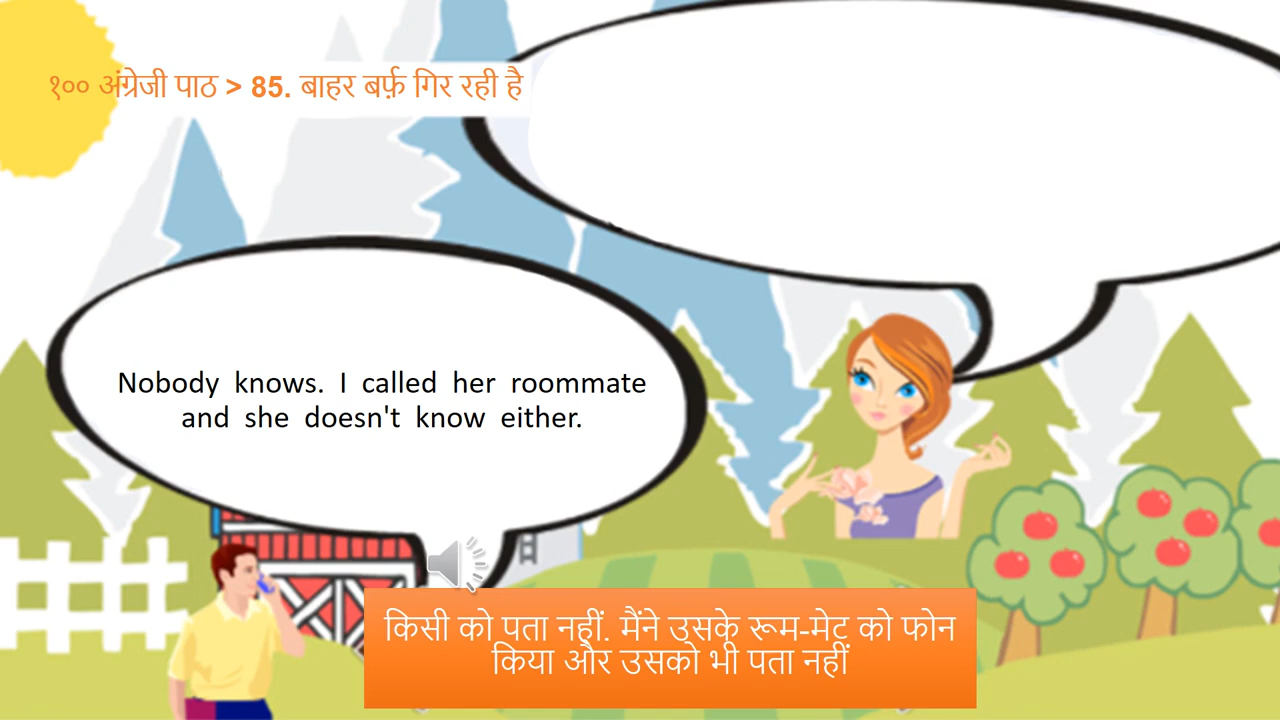 १०० अंग्रेजी पाठ > 85. बाहर बर्फ़ गिर रही है
Nobody knows. I called her roommate
and she doesn't know either.
किसी को पता नहीं. मैंने उसके रूम-मेट को फोन
किया और उसको भी पता नहीं